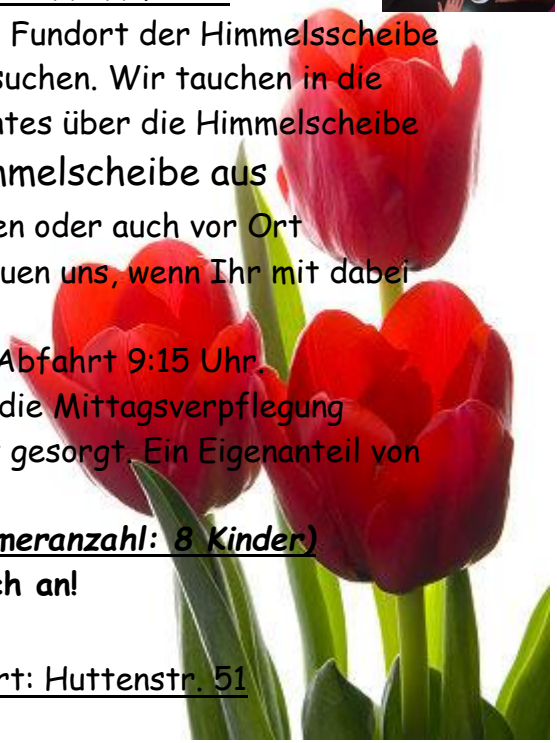 Fundort der Himmelsscheibe
suchen. Wir tauchen in die
ntes über die Himmelscheibe
mmelscheibe aus
en oder auch vor Ort
uen uns, wenn Ihr mit dabei
Abfahrt 9:15 Uhr.
die Mittagsverpflegung
gesorgt. Ein Eigenanteil von
meranzahl: 8 Kinder)
ch an!
rt: Huttenstr. 51